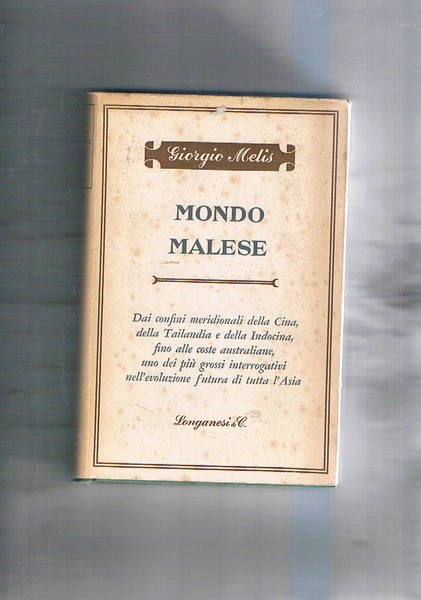 Giorgio Melis
MONDO
MALESE
Dai confini meridionali della Cina,
della Tailandia e della Indocina,
fino alle coste australiane,
uno dei più grossi interrogativi
nell'evoluzione futura di tutta l'Asia
Longanesi & C.